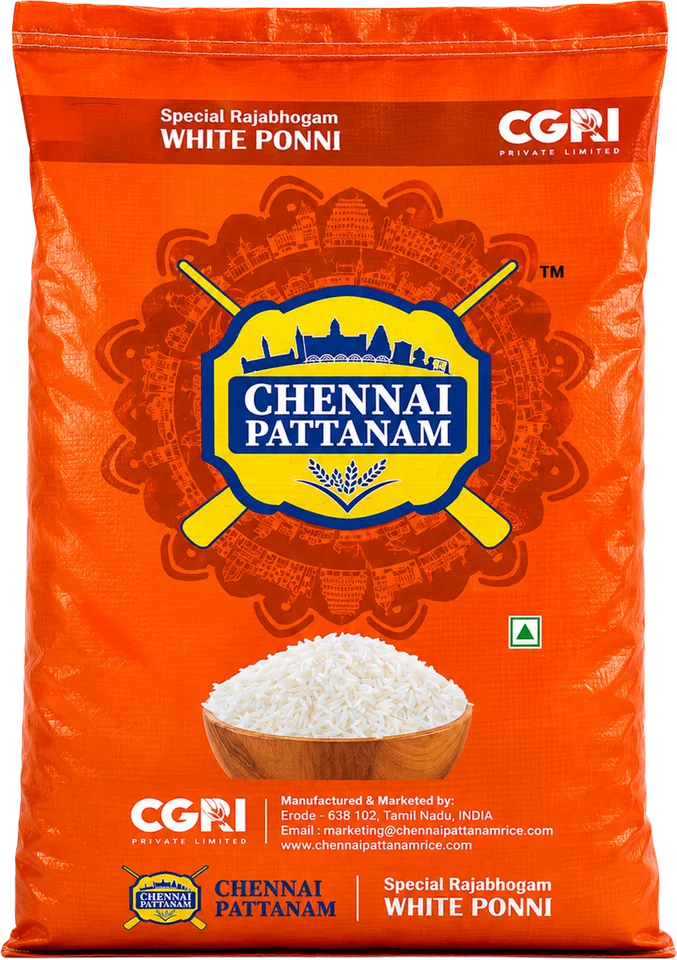 Special Rajabhogam
WHITE PONNI
CGRI
PRIVATE LIMITED
TM
CHENNAI
PATTANAM
CGRI
PRIVATE LIMITED
Manufactured & Marketed by:
Erode - 638 102, Tamil Nadu, INDIA
Email : marketing@chennaipattanamrice.com
www.chennaipattanamrice.com
CHENNAI
PATTANAM
CHENNAI
PATTANAM
Special Rajabhogam
WHITE PONNI